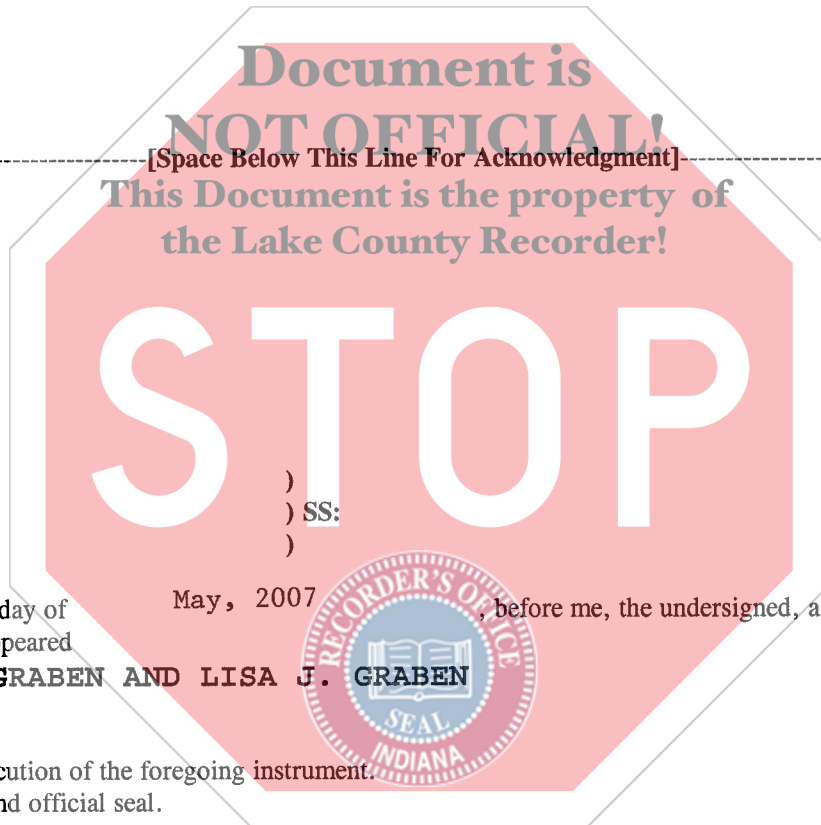 Document is
NOT OFFICIAL!
[Space Below This Line For Acknowledgment]
This Document is the property of
the Lake County Recorder!
STOP
)
) SS:
)
day of May, 2007, before me, the undersigned, a
peared
GRABEN AND LISA J. GRABEN
RECORDER'S OFFICE
SEAL
INDIANA
cution of the foregoing instrument.
nd official seal.